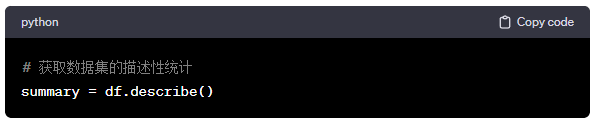 python
Copy code
# 获取数据集的描述性统计
summary = df.describe()